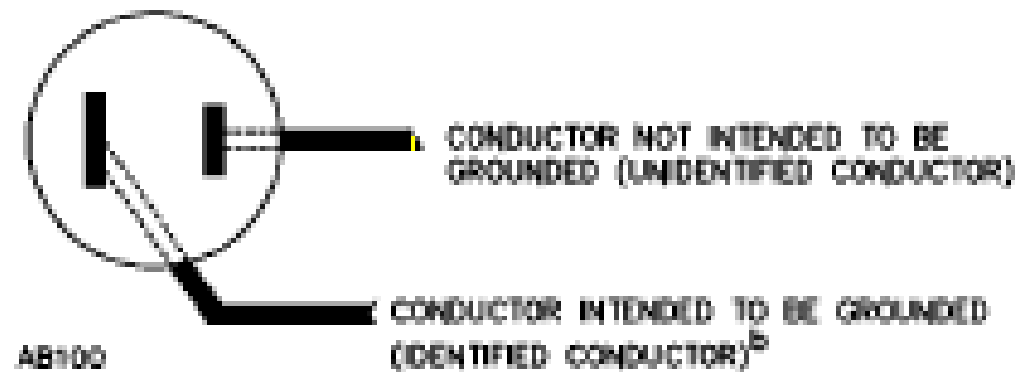 CONDUCTOR NOT INTENDED TO BE
GROUNDED (UNIDENTIFIED CONDUCTOR)
CONDUCTOR INTENDED TO BE GROUNDED
(IDENTIFIED CONDUCTOR)b
AB100